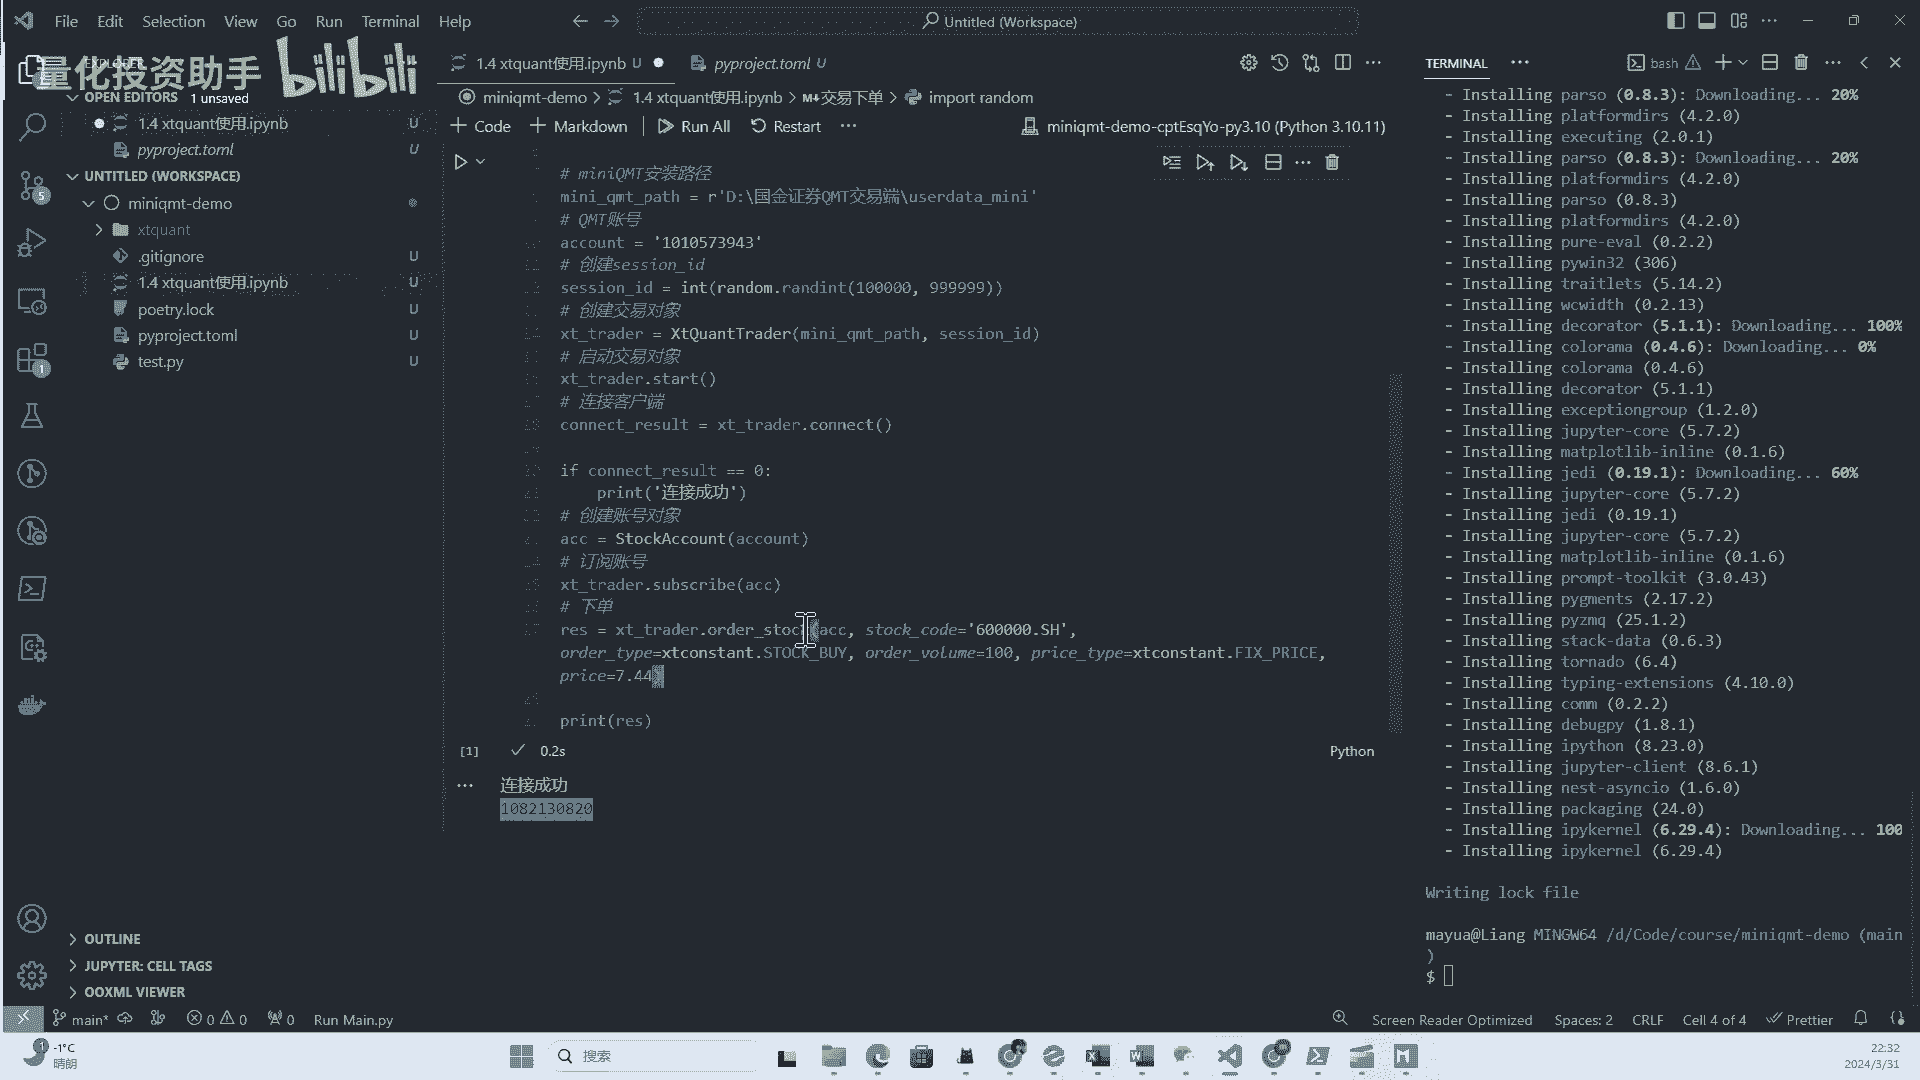 File Edit Selection View Go Run Terminal Help
Untitled (Workspace)
量化投资助手 bilibili
OPEN EDITORS 1 unsaved
1.4 xtquant使用.ipynb U
pyproject.toml U
UNTITLED (WORKSPACE)
miniqmt-demo
xtquant
.gitignore U
1.4 xtquant使用.ipynb U
poetry.lock U
pyproject.toml U
test.py U
OUTLINE
JUPYTER: CELL TAGS
OOXML VIEWER
1.4 xtquant使用.ipynb U
pyproject.toml U
miniqmt-demo > 1.4 xtquant使用.ipynb > M↓交易下单 > import random
+ Code + Markdown Run All Restart ...
miniqmt-demo-cptEsqYo-py3.10 (Python 3.10.11)
# miniQMT安装路径
mini_qmt_path = r'D:\国金证券QMT交易端\userdata_mini'
# QMT账号
account = '1010573943'
# 创建session_id
session_id = int(random.randint(100000, 999999))
# 创建交易对象
xt_trader = XtQuantTrader(mini_qmt_path, session_id)
# 启动交易对象
xt_trader.start()
# 连接客户端
connect_result = xt_trader.connect()
if connect_result == 0:
print('连接成功')
# 创建账号对象
acc = StockAccount(account)
# 订阅账号
xt_trader.subscribe(acc)
# 下单
res = xt_trader.order_stock(acc, stock_code='600000.SH',
order_type=xtconstant.STOCK_BUY, order_volume=100, price_type=xtconstant.FIX_PRICE,
price=7.44)
print(res)
[1] 0.2s Python
连接成功
1082130820
TERMINAL
bash
- Installing parso (0.8.3): Downloading... 20%
- Installing platformdirs (4.2.0)
- Installing executing (2.0.1)
- Installing parso (0.8.3): Downloading... 20%
- Installing platformdirs (4.2.0)
- Installing parso (0.8.3)
- Installing platformdirs (4.2.0)
- Installing pure-eval (0.2.2)
- Installing pywin32 (306)
- Installing traitlets (5.14.2)
- Installing wcwidth (0.2.13)
- Installing decorator (5.1.1): Downloading... 100%
- Installing colorama (0.4.6): Downloading... 0%
- Installing colorama (0.4.6)
- Installing decorator (5.1.1)
- Installing exceptiongroup (1.2.0)
- Installing jupyter-core (5.7.2)
- Installing matplotlib-inline (0.1.6)
- Installing jedi (0.19.1): Downloading... 60%
- Installing jupyter-core (5.7.2)
- Installing jedi (0.19.1)
- Installing jupyter-core (5.7.2)
- Installing matplotlib-inline (0.1.6)
- Installing prompt-toolkit (3.0.43)
- Installing pygments (2.17.2)
- Installing pyzmq (25.1.2)
- Installing stack-data (0.6.3)
- Installing tornado (6.4)
- Installing typing-extensions (4.10.0)
- Installing comm (0.2.2)
- Installing debugpy (1.8.1)
- Installing ipython (8.23.0)
- Installing jupyter-client (8.6.1)
- Installing nest-asyncio (1.6.0)
- Installing packaging (24.0)
- Installing ipykernel (6.29.4): Downloading... 100
- Installing ipykernel (6.29.4)
Writing lock file
mayua@Liang MINGW64 /d/Code/course/miniqmt-demo (main
)
$
main* 0 0 0 Run Main.py
Screen Reader Optimized Spaces: 2 CRLF Cell 4 of 4 Prettier
-1°C
晴朗
搜索
22:32
2024/3/31